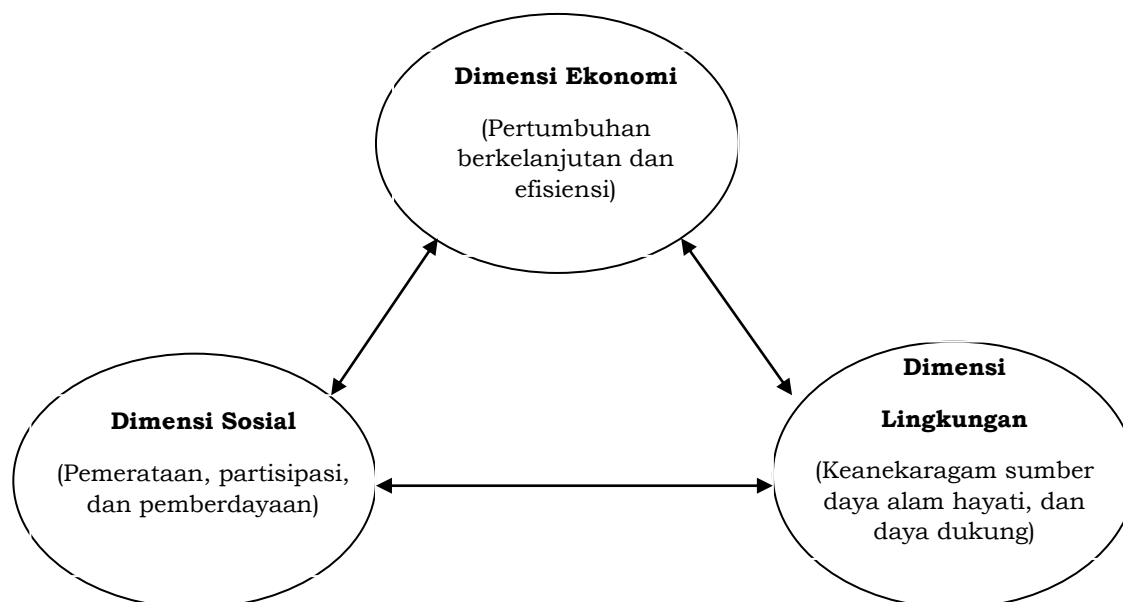 Dimensi Ekonomi
(Pertumbuhan
berkelanjutan dan
efisiensi)
Dimensi Sosial
(Pemerataan, partisipasi,
dan pemberdayaan)
Dimensi
Lingkungan
(Keanekaragam sumber
daya alam hayati, dan
daya dukung)